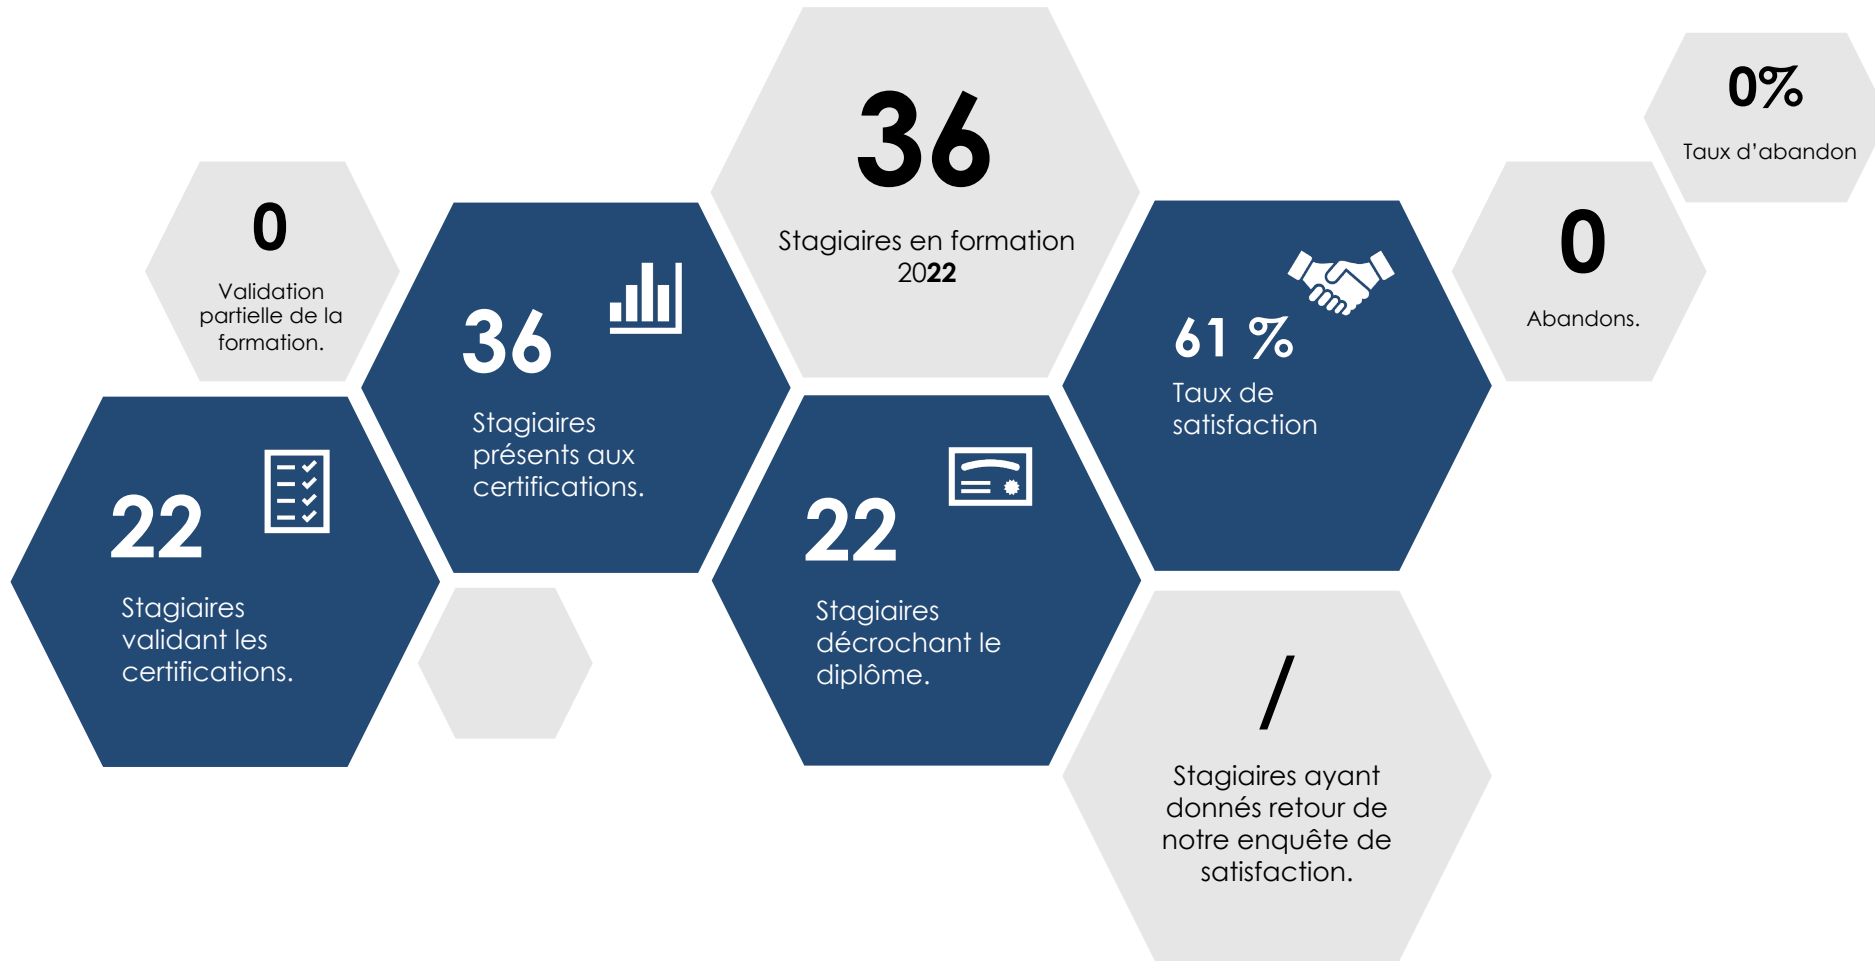 36
Stagiaires en formation
2022
0%
Taux d’abandon
0
Abandons.
0
Validation
partielle de la
formation.
36
Stagiaires
présents aux
certifications.
61 %
Taux de
satisfaction
22
Stagiaires
validant les
certifications.
22
Stagiaires
décrochant le
diplôme.
/
Stagiaires ayant
donnés retour de
notre enquête de
satisfaction.